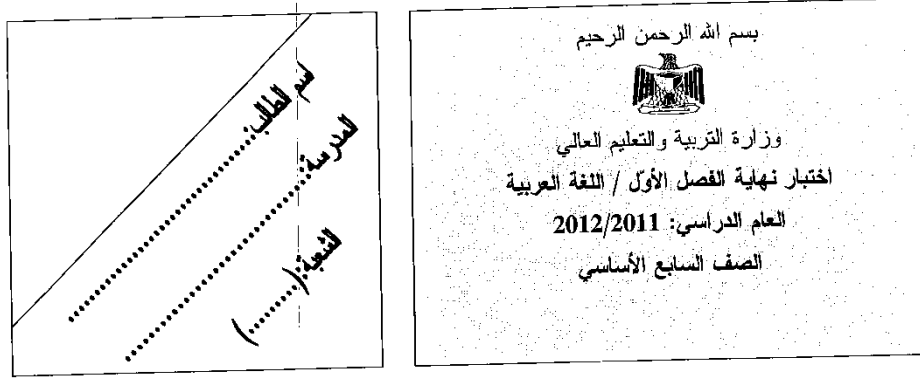 بسم الله الرحمن الرحيم
وزارة التربية والتعليم العالي
اختبار نهاية الفصل الأول / اللغة العربية
العام الدراسي: 2012/2011
الصف السابع الأساسي
اسم الطالب:................................
المدرسة:................................
الشعبة:(..........)